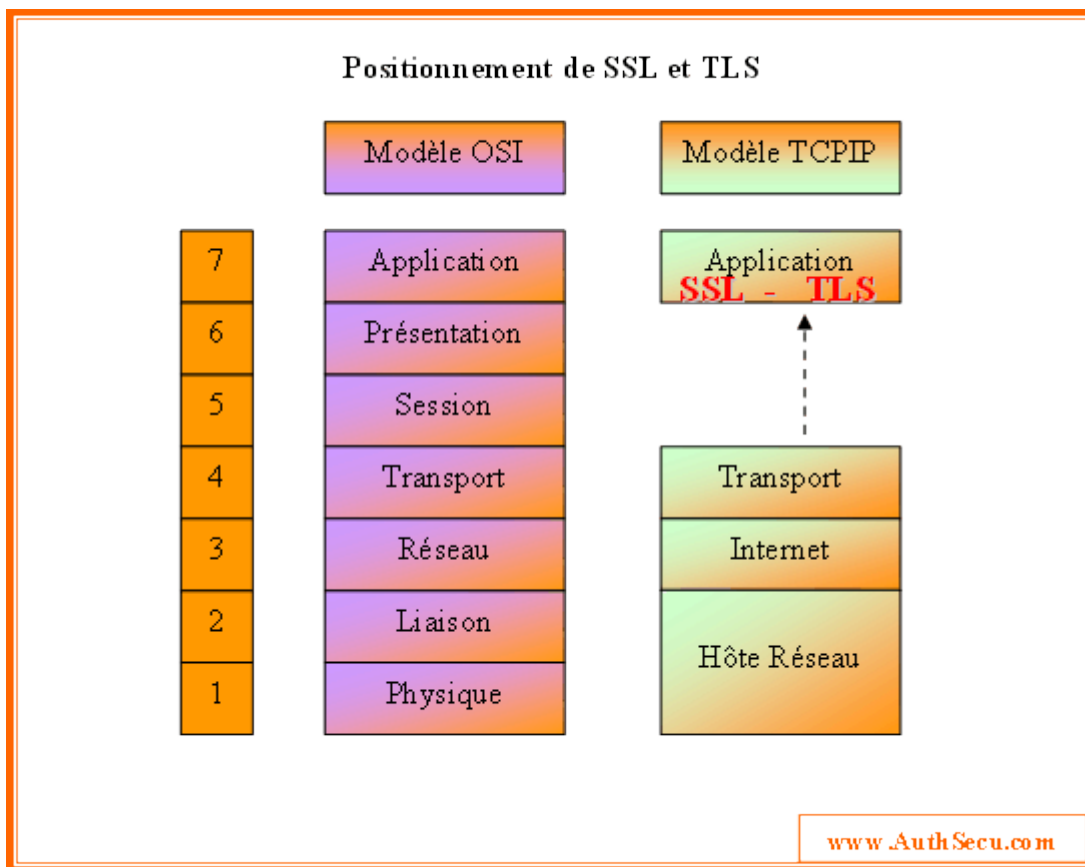 Positionnement de SSL et TLS
Modèle OSI
Modèle TCPIP
7
Application
Application
SSL - TLS
6
Présentation
5
Session
4
Transport
Transport
3
Réseau
Internet
2
Liaison
Hôte Réseau
1
Physique
www.AuthSecu.com